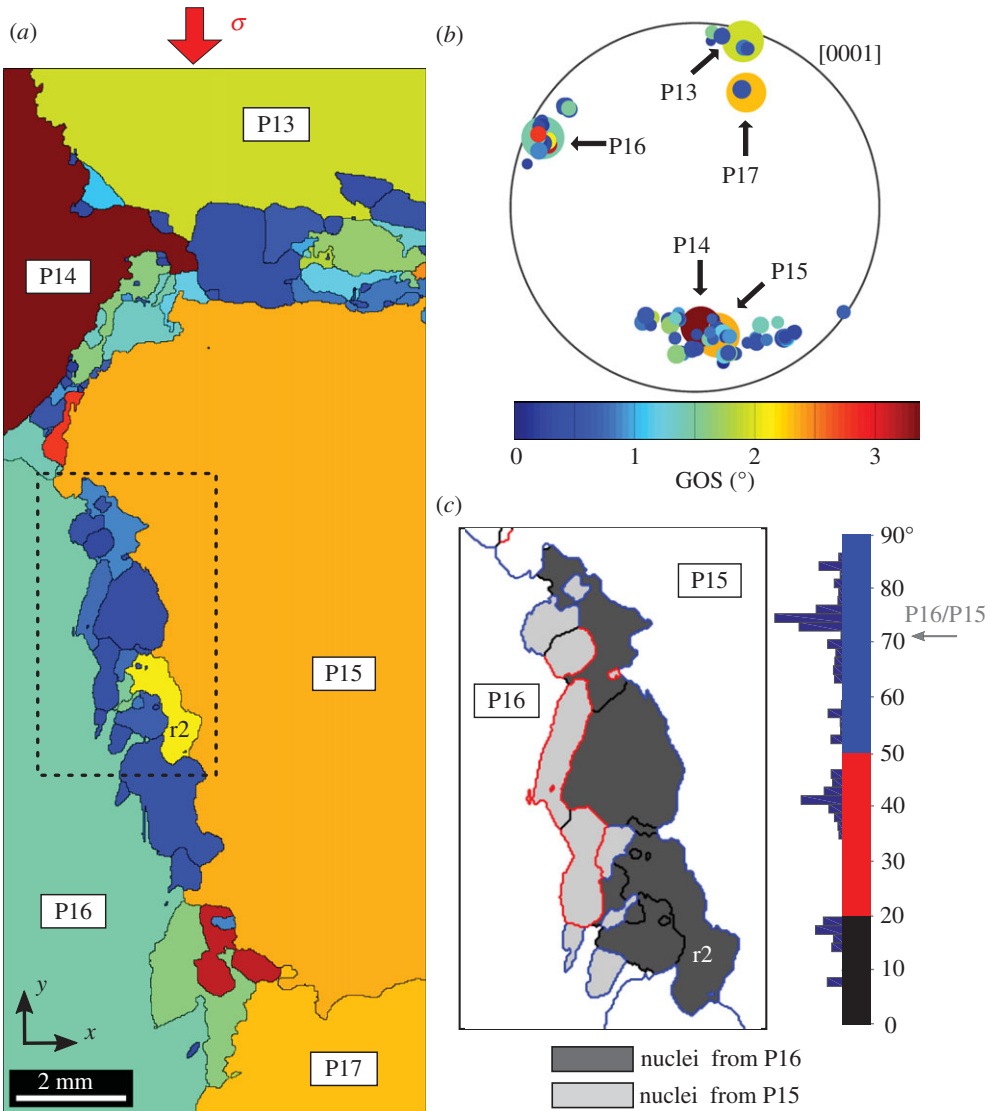 (a)
σ
P13
P14
P15
r2
P16
P17
y
x
2 mm
(b)
[0001]
P13
P17
P16
P14
P15
0 1 2 3
GOS (°)
(c)
P15
P16
r2
90°
80
P16/P15
70
60
50
40
30
20
10
0
nuclei from P16
nuclei from P15